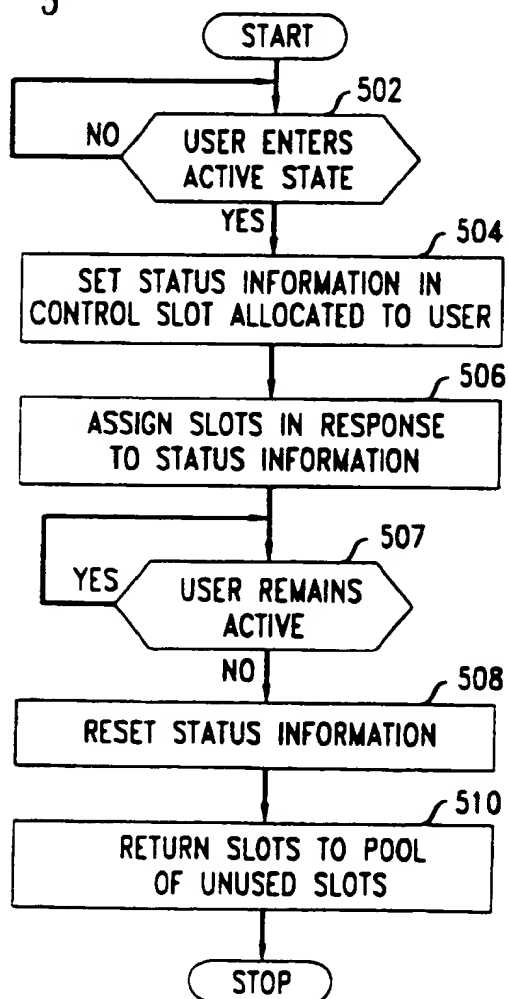 5
START
502
NO
USER ENTERS
ACTIVE STATE
YES
504
SET STATUS INFORMATION IN
CONTROL SLOT ALLOCATED TO USER
506
ASSIGN SLOTS IN RESPONSE
TO STATUS INFORMATION
507
YES
USER REMAINS
ACTIVE
NO
508
RESET STATUS INFORMATION
510
RETURN SLOTS TO POOL
OF UNUSED SLOTS
STOP